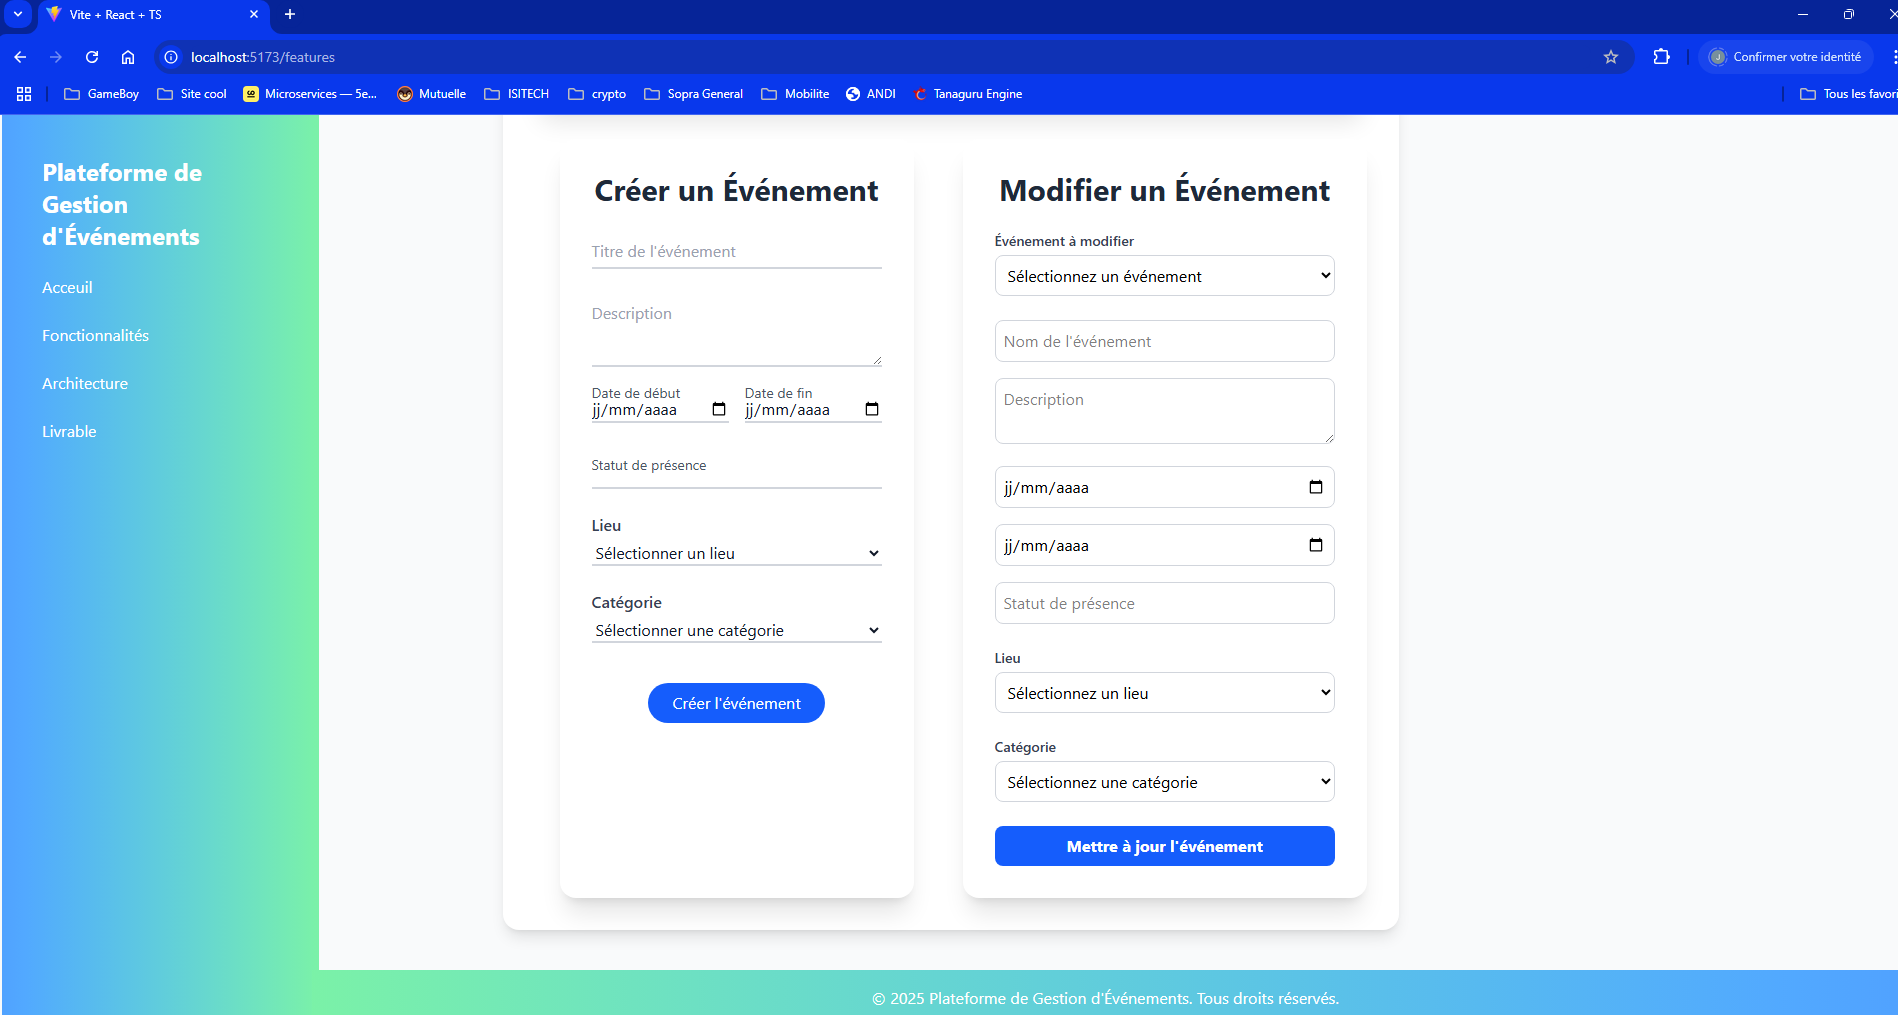 Vite + React + TS
localhost:5173/features
Confirmer votre identité
GameBoy
Site cool
Microservices — 5e...
Mutuelle
ISITECH
crypto
Sopra General
Mobilite
ANDI
Tanaguru Engine
Tous les favori
Plateforme de
Gestion
d'Événements
Acceuil
Fonctionnalités
Architecture
Livrable
Créer un Événement
Titre de l'événement
Description
Date de début
jj/mm/aaaa
Date de fin
jj/mm/aaaa
Statut de présence
Lieu
Sélectionner un lieu
Catégorie
Sélectionner une catégorie
Créer l'événement
Modifier un Événement
Événement à modifier
Sélectionnez un événement
Nom de l'événement
Description
jj/mm/aaaa
jj/mm/aaaa
Statut de présence
Lieu
Sélectionnez un lieu
Catégorie
Sélectionnez une catégorie
Mettre à jour l'événement
© 2025 Plateforme de Gestion d'Événements. Tous droits réservés.